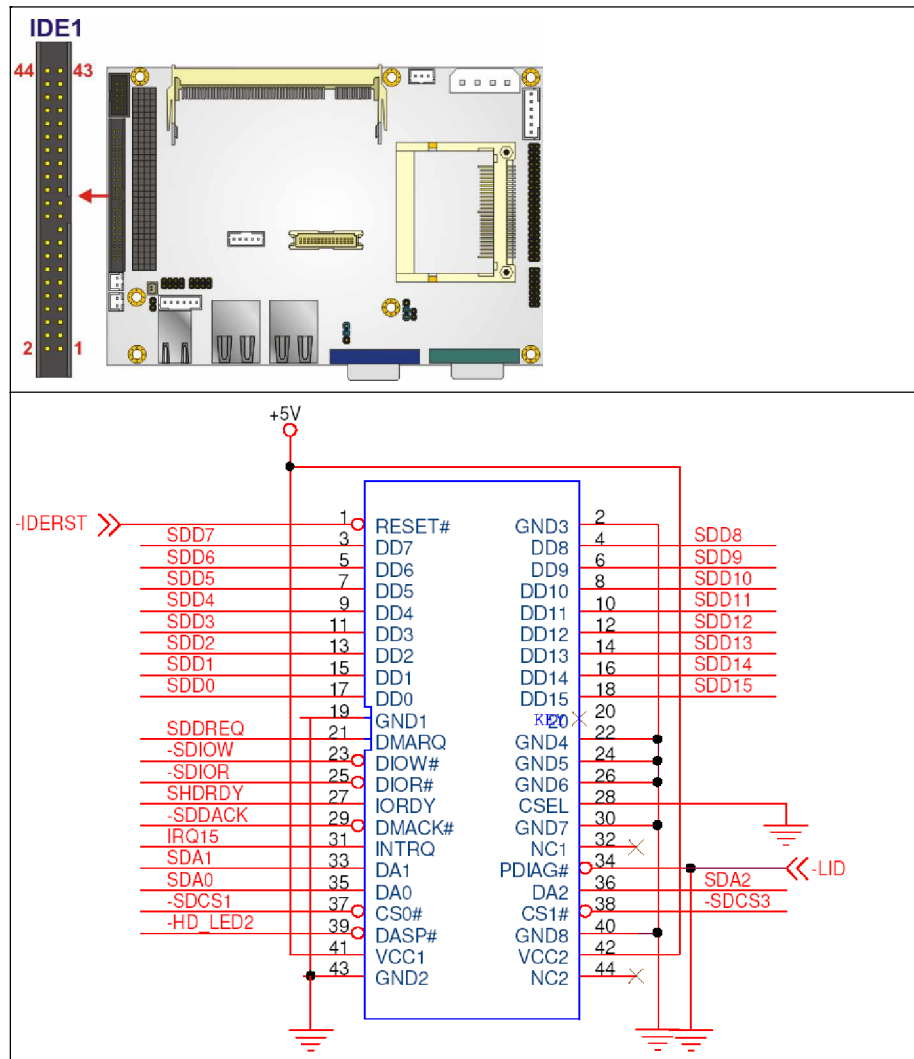 IDE1
44 43
2 1
+5V
-IDERST 1 RESET# GND3 2
SDD7 3 DD7 DD8 4 SDD8
SDD6 5 DD6 DD9 6 SDD9
SDD5 7 DD5 DD10 8 SDD10
SDD4 9 DD4 DD11 10 SDD11
SDD3 11 DD3 DD12 12 SDD12
SDD2 13 DD2 DD13 14 SDD13
SDD1 15 DD1 DD14 16 SDD14
SDD0 17 DD0 DD15 18 SDD15
19 GND1 KEY 20 20
SDDREQ 21 DMARQ GND4 22
-SDIOW 23 DIOW# GND5 24
-SDIOR 25 DIOR# GND6 26
SHDRDY 27 IORDY CSEL 28
-SDDACK 29 DMACK# GND7 30
IRQ15 31 INTRQ NC1 32
SDA1 33 DA1 PDIAG# 34 -LID
SDA0 35 DA0 DA2 36 SDA2
-SDCS1 37 CS0# CS1# 38 -SDCS3
-HD_LED2 39 DASP# GND8 40
41 VCC1 VCC2 42
43 GND2 NC2 44